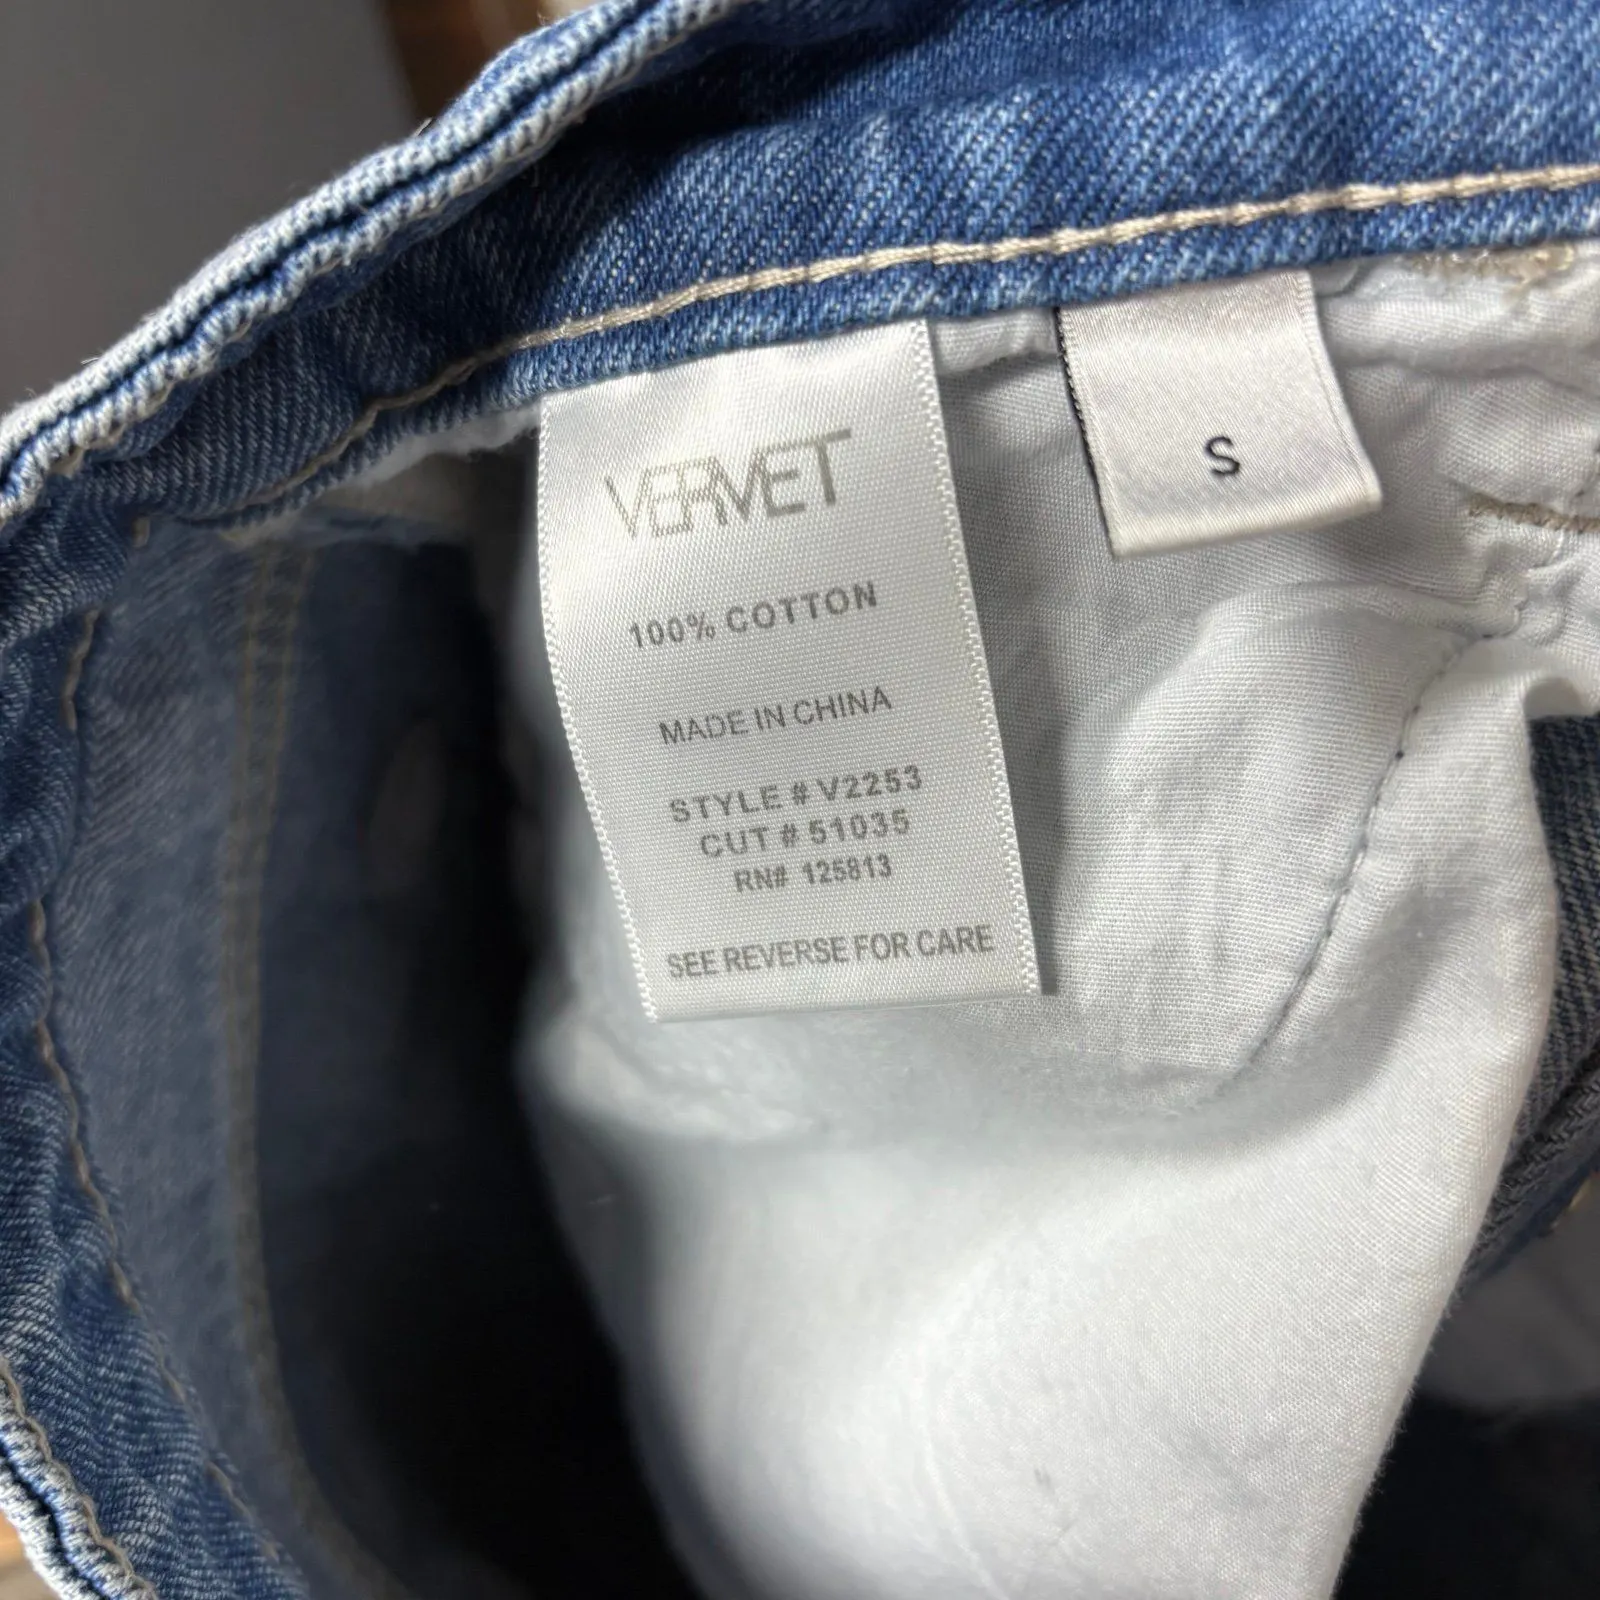 VERVET
S
100% COTTON
MADE IN CHINA
STYLE # V2253
CUT # 51035
RN# 125813
SEE REVERSE FOR CARE